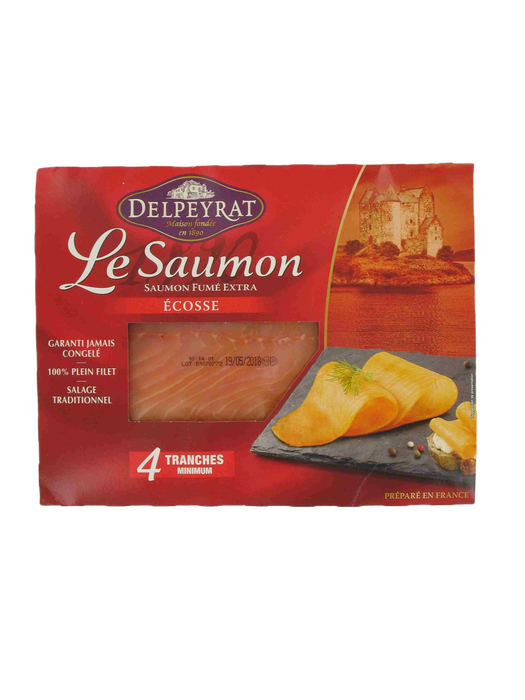 DELPEYRAT
Maison fondée
en 1890
Le Saumon
SAUMON FUMÉ EXTRA
ÉCOSSE
GARANTI JAMAIS
CONGELÉ
100% PLEIN FILET
SALAGE
TRADITIONNEL
19/05/2018
4 TRANCHES
MINIMUM
PRÉPARÉ EN FRANCE